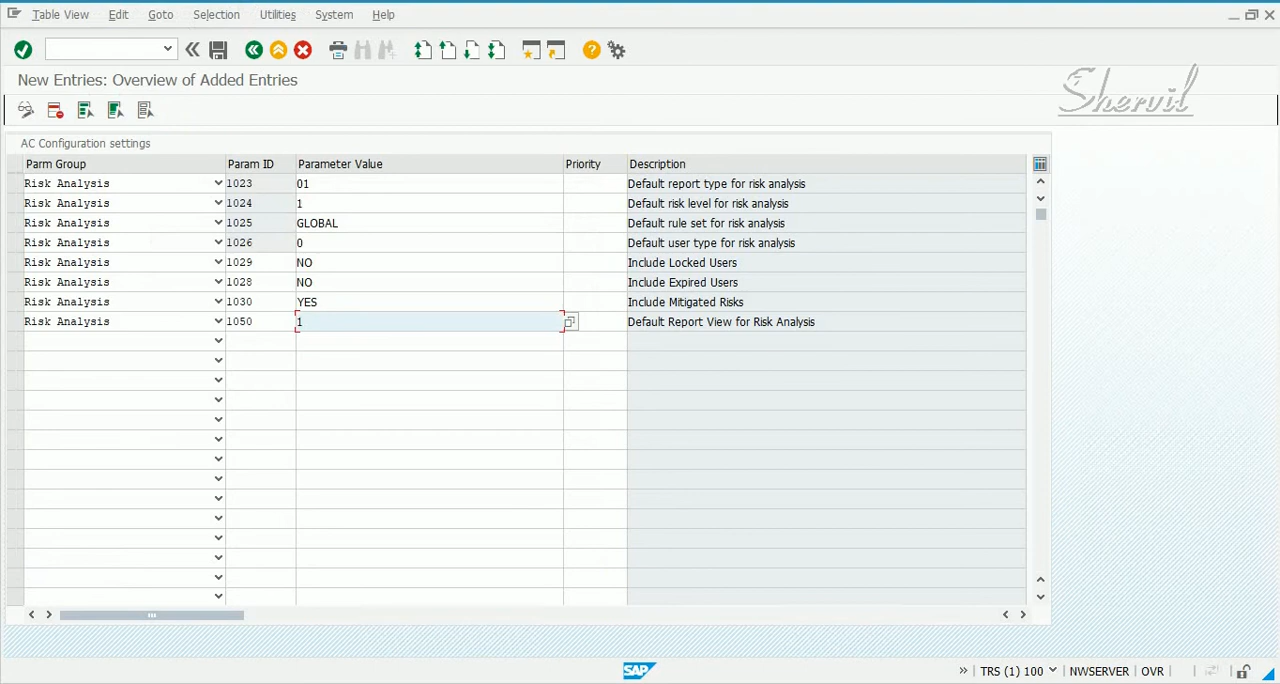 Table View Edit Goto Selection Utilities System Help
New Entries: Overview of Added Entries
Shervil
AC Configuration settings
Parm Group Param ID Parameter Value Priority Description
Risk Analysis 1023 01 Default report type for risk analysis
Risk Analysis 1024 1 Default risk level for risk analysis
Risk Analysis 1025 GLOBAL Default rule set for risk analysis
Risk Analysis 1026 0 Default user type for risk analysis
Risk Analysis 1029 NO Include Locked Users
Risk Analysis 1028 NO Include Expired Users
Risk Analysis 1030 YES Include Mitigated Risks
Risk Analysis 1050 1 Default Report View for Risk Analysis
SAP TRS (1) 100 NWSERVER OVR